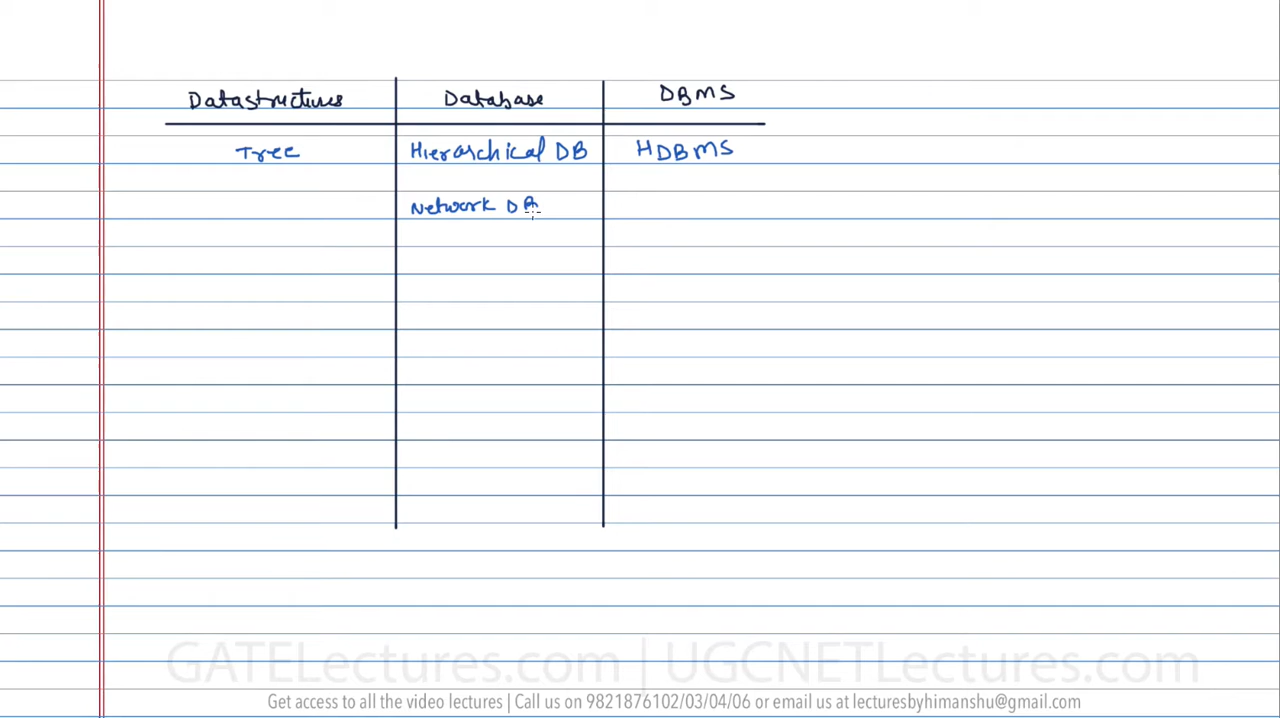 Datastructures Database DBMS
Tree Hierarchical DB HDBMS
Network DB
GATELectures.com | UGCNETLectures.com
Get access to all the video lectures | Call us on 9821876102/03/04/06 or email us at lecturesbyhimanshu@gmail.com